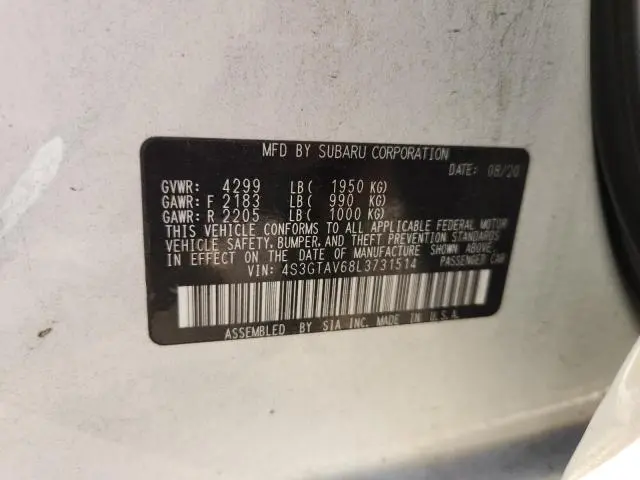 MFD BY SUBARU CORPORATION
DATE: 08/20
GVWR: 4299 LB( 1950 KG)
GAWR: F 2183 LB( 990 KG)
GAWR: R 2205 LB( 1000 KG)
THIS VEHICLE CONFORMS TO ALL APPLICABLE FEDERAL MOTOR
VEHICLE SAFETY, BUMPER, AND THEFT PREVENTION STANDARDS
IN EFFECT ON THE DATE OF MANUFACTURE SHOWN ABOVE.
VIN: 4S3GTAV68L3731514 PASSENGER CAR
ASSEMBLED BY SIA INC. MADE IN U.S.A.